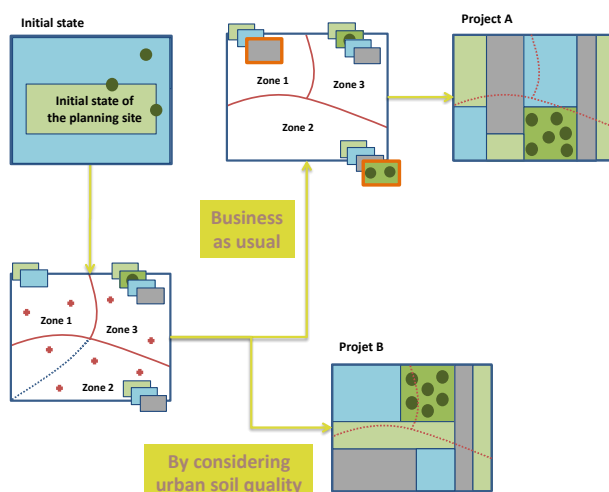 Initial state
Initial state of
the planning site
Zone 1
Zone 3
Zone 2
Project A
Business
as usual
Zone 1
Zone 3
Zone 2
Projet B
By considering
urban soil quality